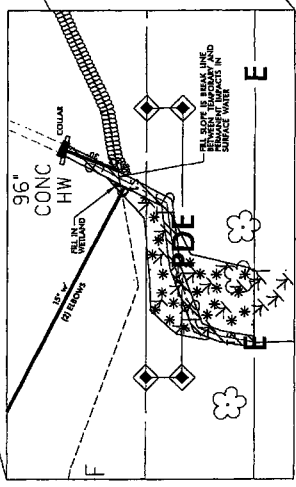 96"
CONC
HW
COLLAR
FILL IN
WETLAND
15"
(2) ELBOWS
FILL SLOPE IS BREAK LINE
BETWEEN TEMPORARY AND
PERMANENT IMPACTS IN
SURFACE WATER
PDE
E
E
F